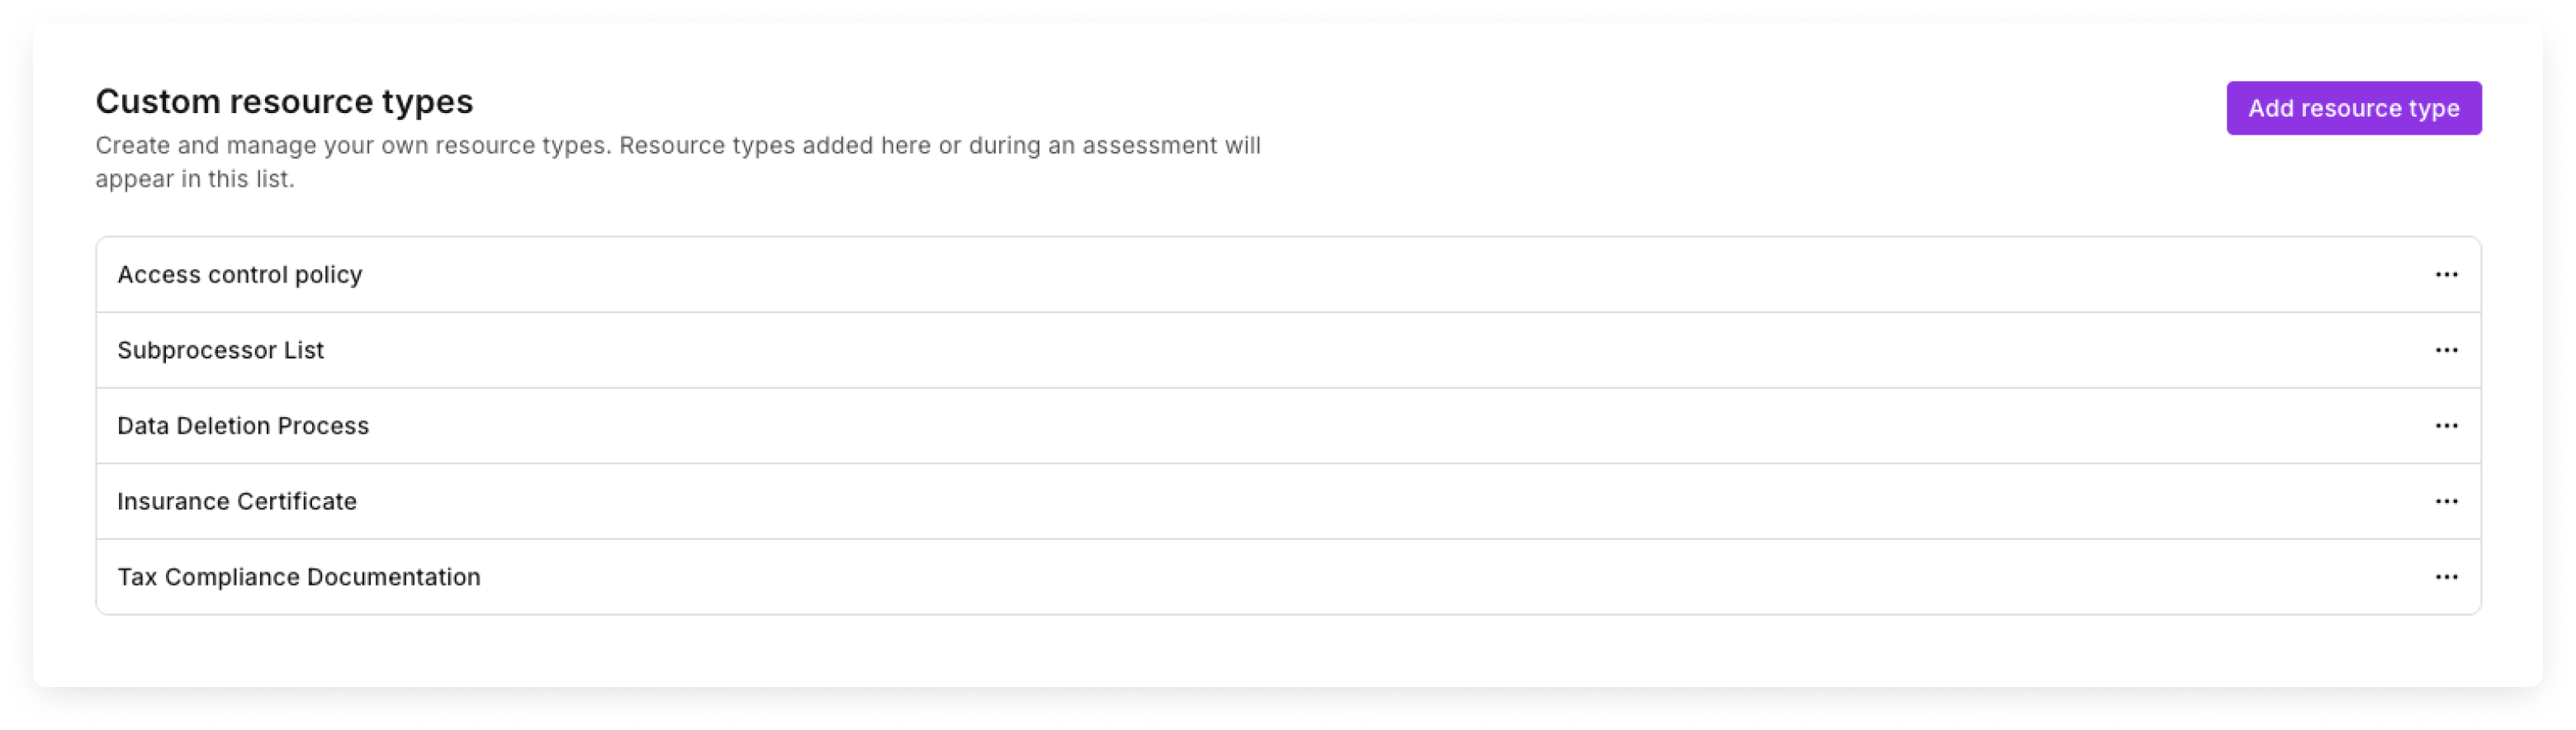 Custom resource types
Add resource type
Create and manage your own resource types. Resource types added here or during an assessment will
appear in this list.
Access control policy
Subprocessor List
Data Deletion Process
Insurance Certificate
Tax Compliance Documentation